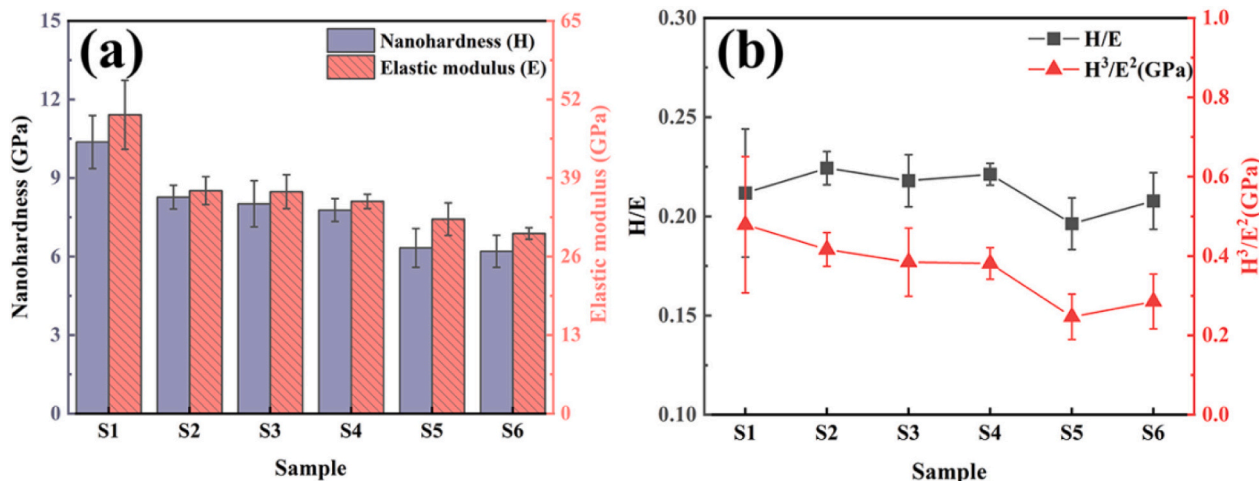 (a)
Nanohardness (H)
Elastic modulus (E)
Nanohardness (GPa)
15
12
9
6
3
0
Elastic modulus (GPa)
65
52
39
26
13
0
S1 S2 S3 S4 S5 S6
Sample
(b)
H/E
H³/E²(GPa)
H/E
0.30
0.25
0.20
0.15
0.10
H³/E²(GPa)
1.0
0.8
0.6
0.4
0.2
0.0
S1 S2 S3 S4 S5 S6
Sample